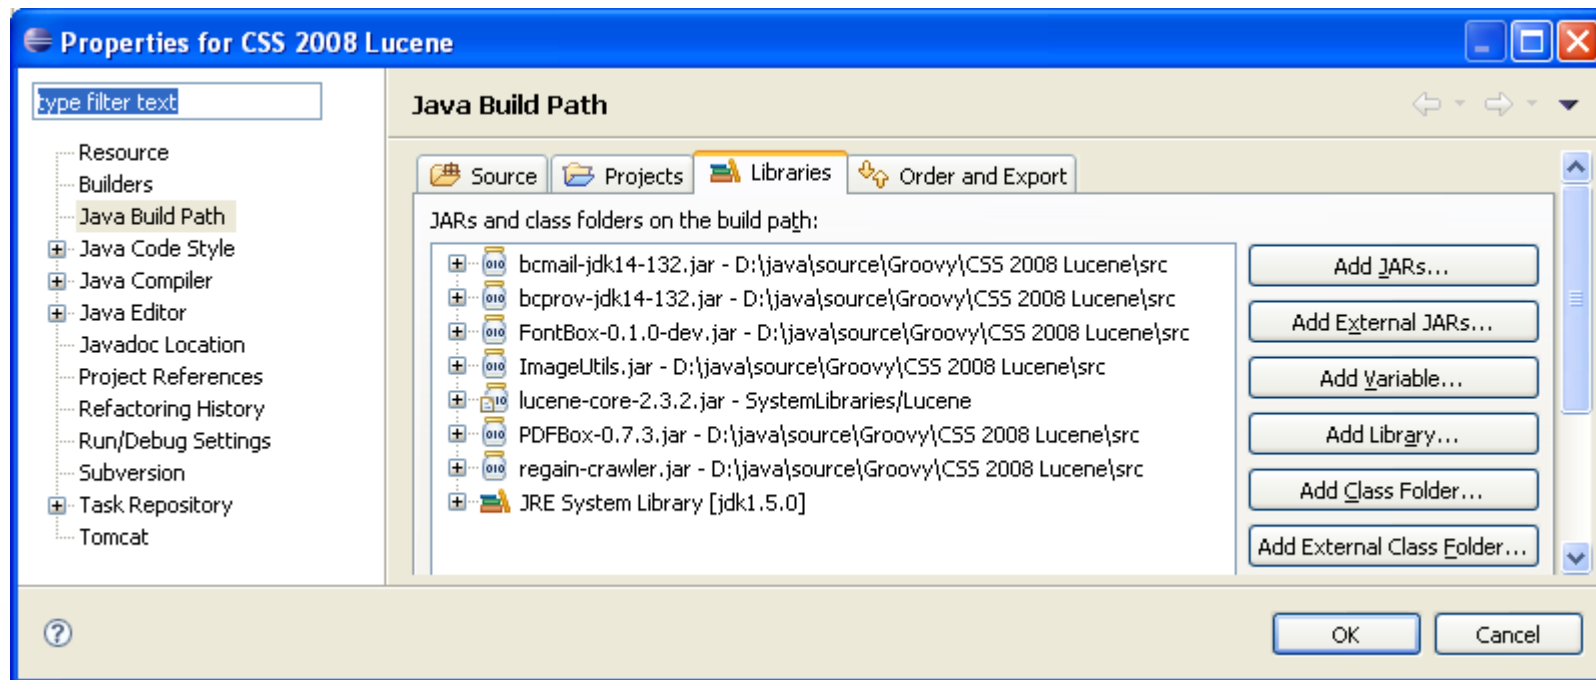 Properties for CSS 2008 Lucene
type filter text
Resource
Builders
Java Build Path
Java Code Style
Java Compiler
Java Editor
Javadoc Location
Project References
Refactoring History
Run/Debug Settings
Subversion
Task Repository
Tomcat
Java Build Path
Source Projects Libraries Order and Export
JARs and class folders on the build path:
bcmail-jdk14-132.jar - D:\java\source\Groovy\CSS 2008 Lucene\src
bcprov-jdk14-132.jar - D:\java\source\Groovy\CSS 2008 Lucene\src
FontBox-0.1.0-dev.jar - D:\java\source\Groovy\CSS 2008 Lucene\src
ImageUtils.jar - D:\java\source\Groovy\CSS 2008 Lucene\src
lucene-core-2.3.2.jar - SystemLibraries/Lucene
PDFBox-0.7.3.jar - D:\java\source\Groovy\CSS 2008 Lucene\src
regain-crawler.jar - D:\java\source\Groovy\CSS 2008 Lucene\src
JRE System Library [jdk1.5.0]
Add JARs...
Add External JARs...
Add Variable...
Add Library...
Add Class Folder...
Add External Class Folder...
?
OK Cancel